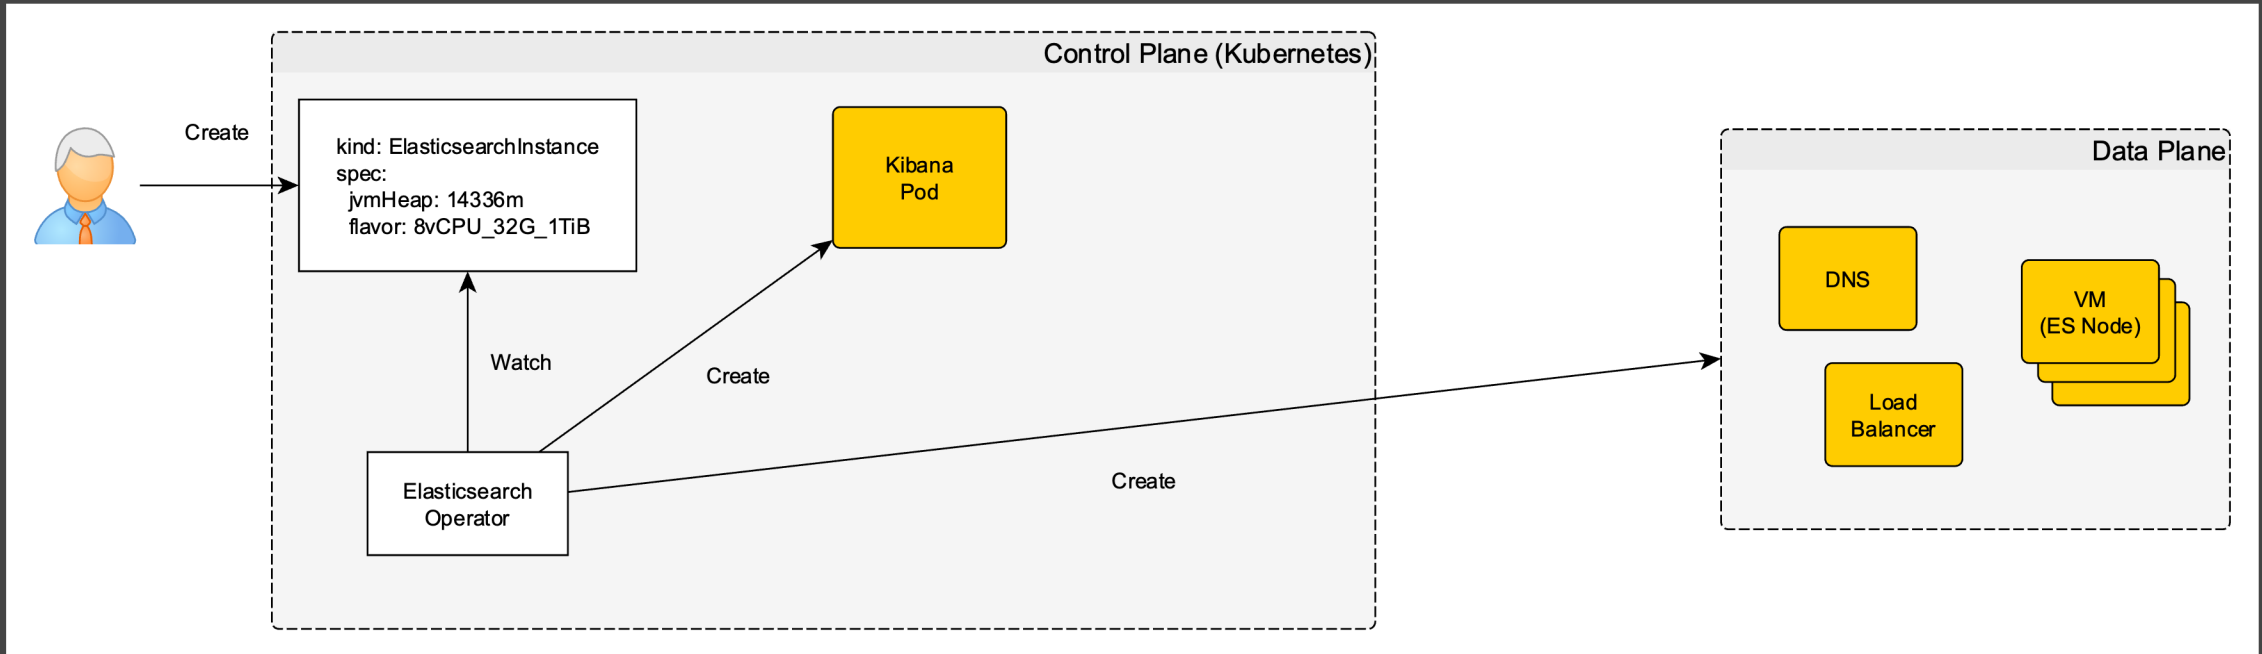 Control Plane (Kubernetes)
Create
kind: ElasticsearchInstance
spec:
jvmHeap: 14336m
flavor: 8vCPU_32G_1TiB
Kibana
Pod
Data Plane
DNS
VM
(ES Node)
Load
Balancer
Watch
Create
Create
Elasticsearch
Operator